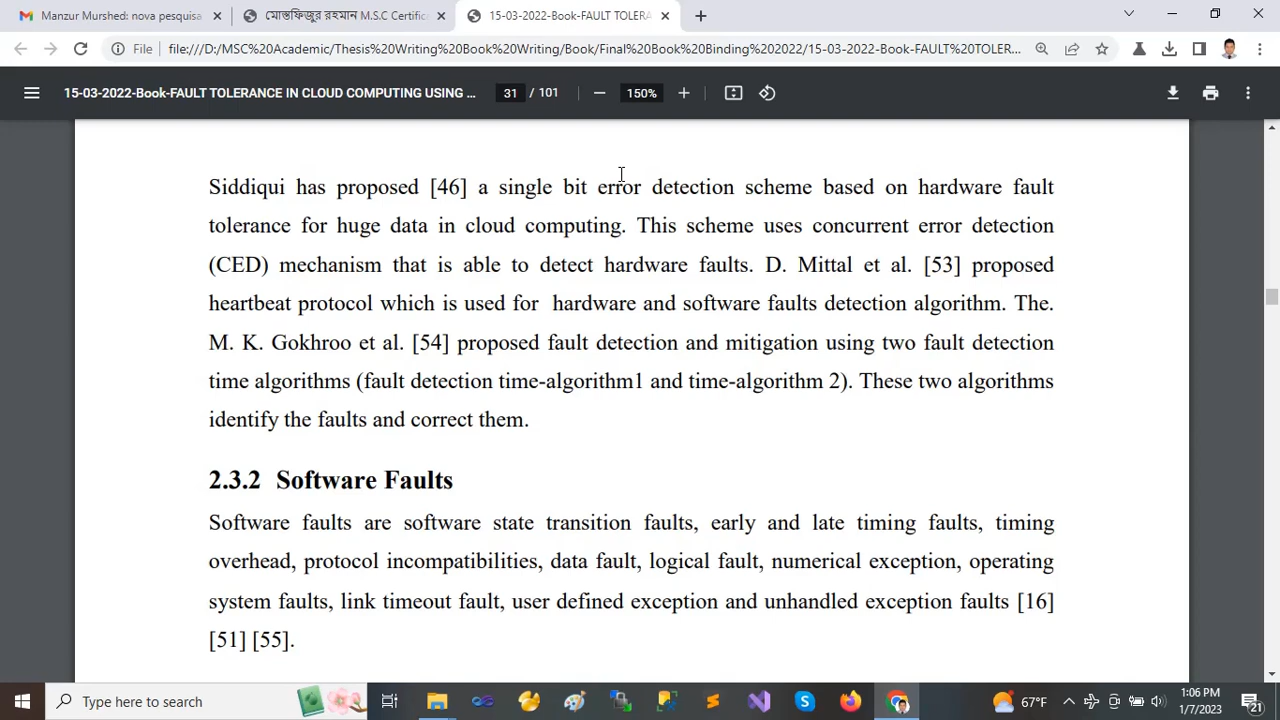 Manzur Murshed: nova pesquisa
মোস্তফিজুর রহমান M.S.C Certific
15-03-2022-Book-FAULT TOLERA
File
file:///D:/MSC%20Academic/Thesis%20Writing%20Book%20Writing/Book/Final%20Book%20Binding%202022/15-03-2022-Book-FAULT%20TOLER...
15-03-2022-Book-FAULT TOLERANCE IN CLOUD COMPUTING USING ...
31 / 101
150%
Siddiqui has proposed [46] a single bit error detection scheme based on hardware fault
tolerance for huge data in cloud computing. This scheme uses concurrent error detection
(CED) mechanism that is able to detect hardware faults. D. Mittal et al. [53] proposed
heartbeat protocol which is used for hardware and software faults detection algorithm. The.
M. K. Gokhroo et al. [54] proposed fault detection and mitigation using two fault detection
time algorithms (fault detection time-algorithm1 and time-algorithm 2). These two algorithms
identify the faults and correct them.
2.3.2 Software Faults
Software faults are software state transition faults, early and late timing faults, timing
overhead, protocol incompatibilities, data fault, logical fault, numerical exception, operating
system faults, link timeout fault, user defined exception and unhandled exception faults [16]
[51] [55].
Type here to search
67°F
1:06 PM
1/7/2023
21